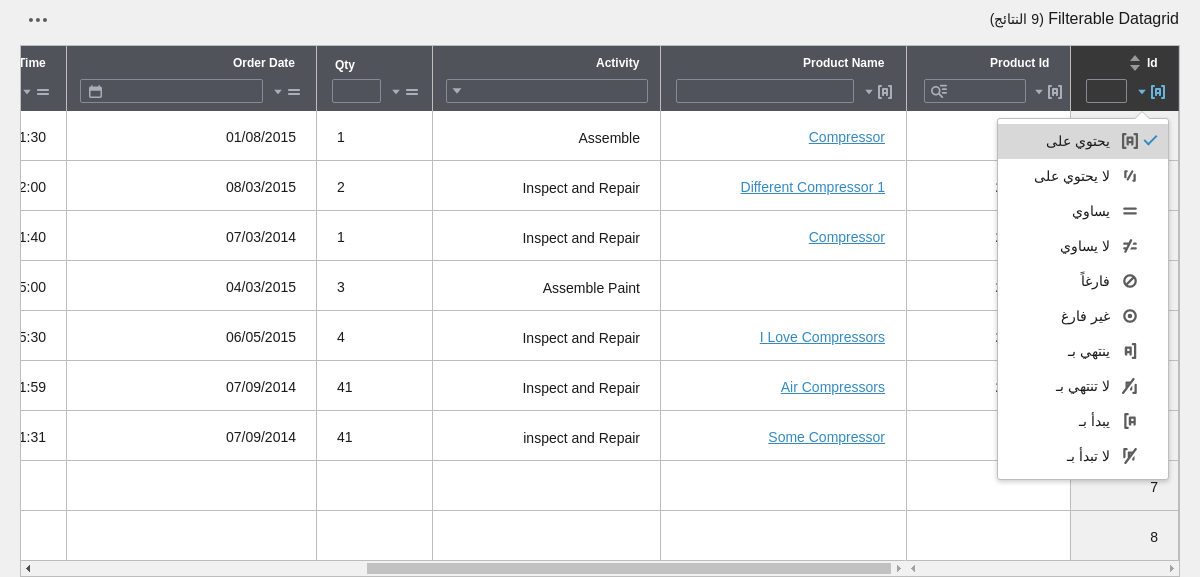 Filterable Datagrid (9 النتائج)
Id
Product Id
Product Name
Activity
Qty
Order Date
Time
يحتوي على
لا يحتوي على
يساوي
لا يساوي
فارغاً
غير فارغ
ينتهي بـ
لا تنتهي بـ
يبدأ بـ
لا تبدأ بـ
Compressor Assemble 1 01/08/2015 1:30
Different Compressor 1 Inspect and Repair 2 08/03/2015 2:00
Compressor Inspect and Repair 1 07/03/2014 1:40
Assemble Paint 3 04/03/2015 5:00
I Love Compressors Inspect and Repair 4 06/05/2015 5:30
Air Compressors Inspect and Repair 41 07/09/2014 1:59
Some Compressor inspect and Repair 41 07/09/2014 1:31
7
8